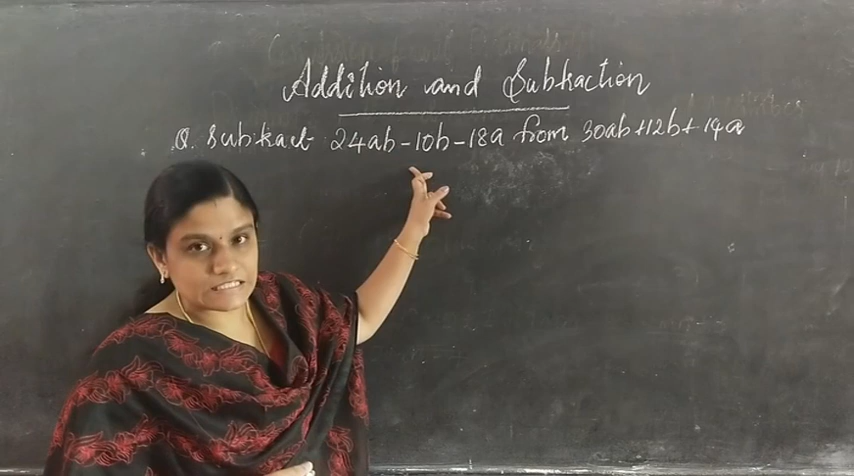 Addition and Subtraction
Q. Subtract 24ab-10b-18a from 30ab+12b+14a